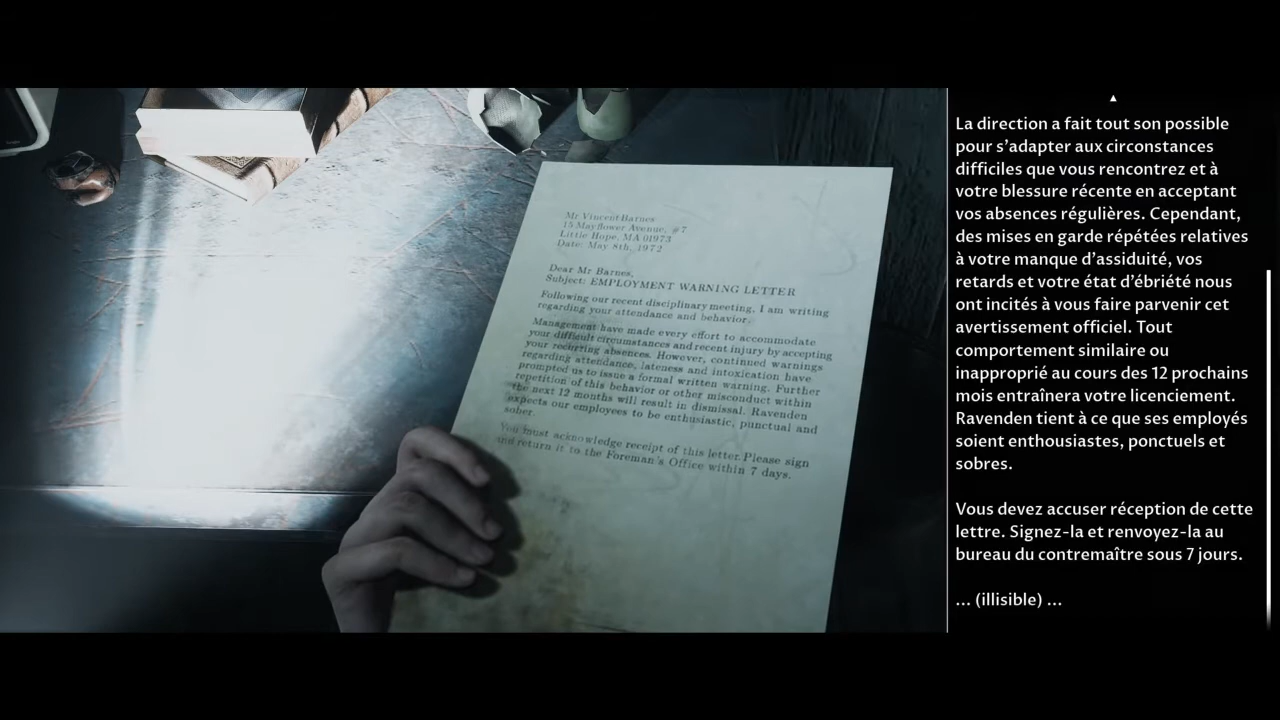 Mr Vincent Barnes
15 Mayflower Avenue, #7
Little Hope, MA 01973
Date: May 8th, 1972
Dear Mr Barnes,
Subject: EMPLOYMENT WARNING LETTER
Following our recent disciplinary meeting, I am writing
regarding your attendance and behavior.
Management have made every effort to accommodate
your difficult circumstances and recent injury by accepting
your recurring absences. However, continued warnings
regarding attendance, lateness and intoxication have
prompted us to issue a formal written warning. Further
repetition of this behavior or other misconduct within
the next 12 months will result in dismissal. Ravenden
expects our employees to be enthusiastic, punctual and
sober.
You must acknowledge receipt of this letter.Please sign
and return it to the Foreman's Office within 7 days.
La direction a fait tout son possible
pour s'adapter aux circonstances
difficiles que vous rencontrez et à
votre blessure récente en acceptant
vos absences régulières. Cependant,
des mises en garde répétées relatives
à votre manque d'assiduité, vos
retards et votre état d'ébriété nous
ont incités à vous faire parvenir cet
avertissement officiel. Tout
comportement similaire ou
inapproprié au cours des 12 prochains
mois entraînera votre licenciement.
Ravenden tient à ce que ses employés
soient enthousiastes, ponctuels et
sobres.
Vous devez accuser réception de cette
lettre. Signez-la et renvoyez-la au
bureau du contremaître sous 7 jours.
... (illisible) ...